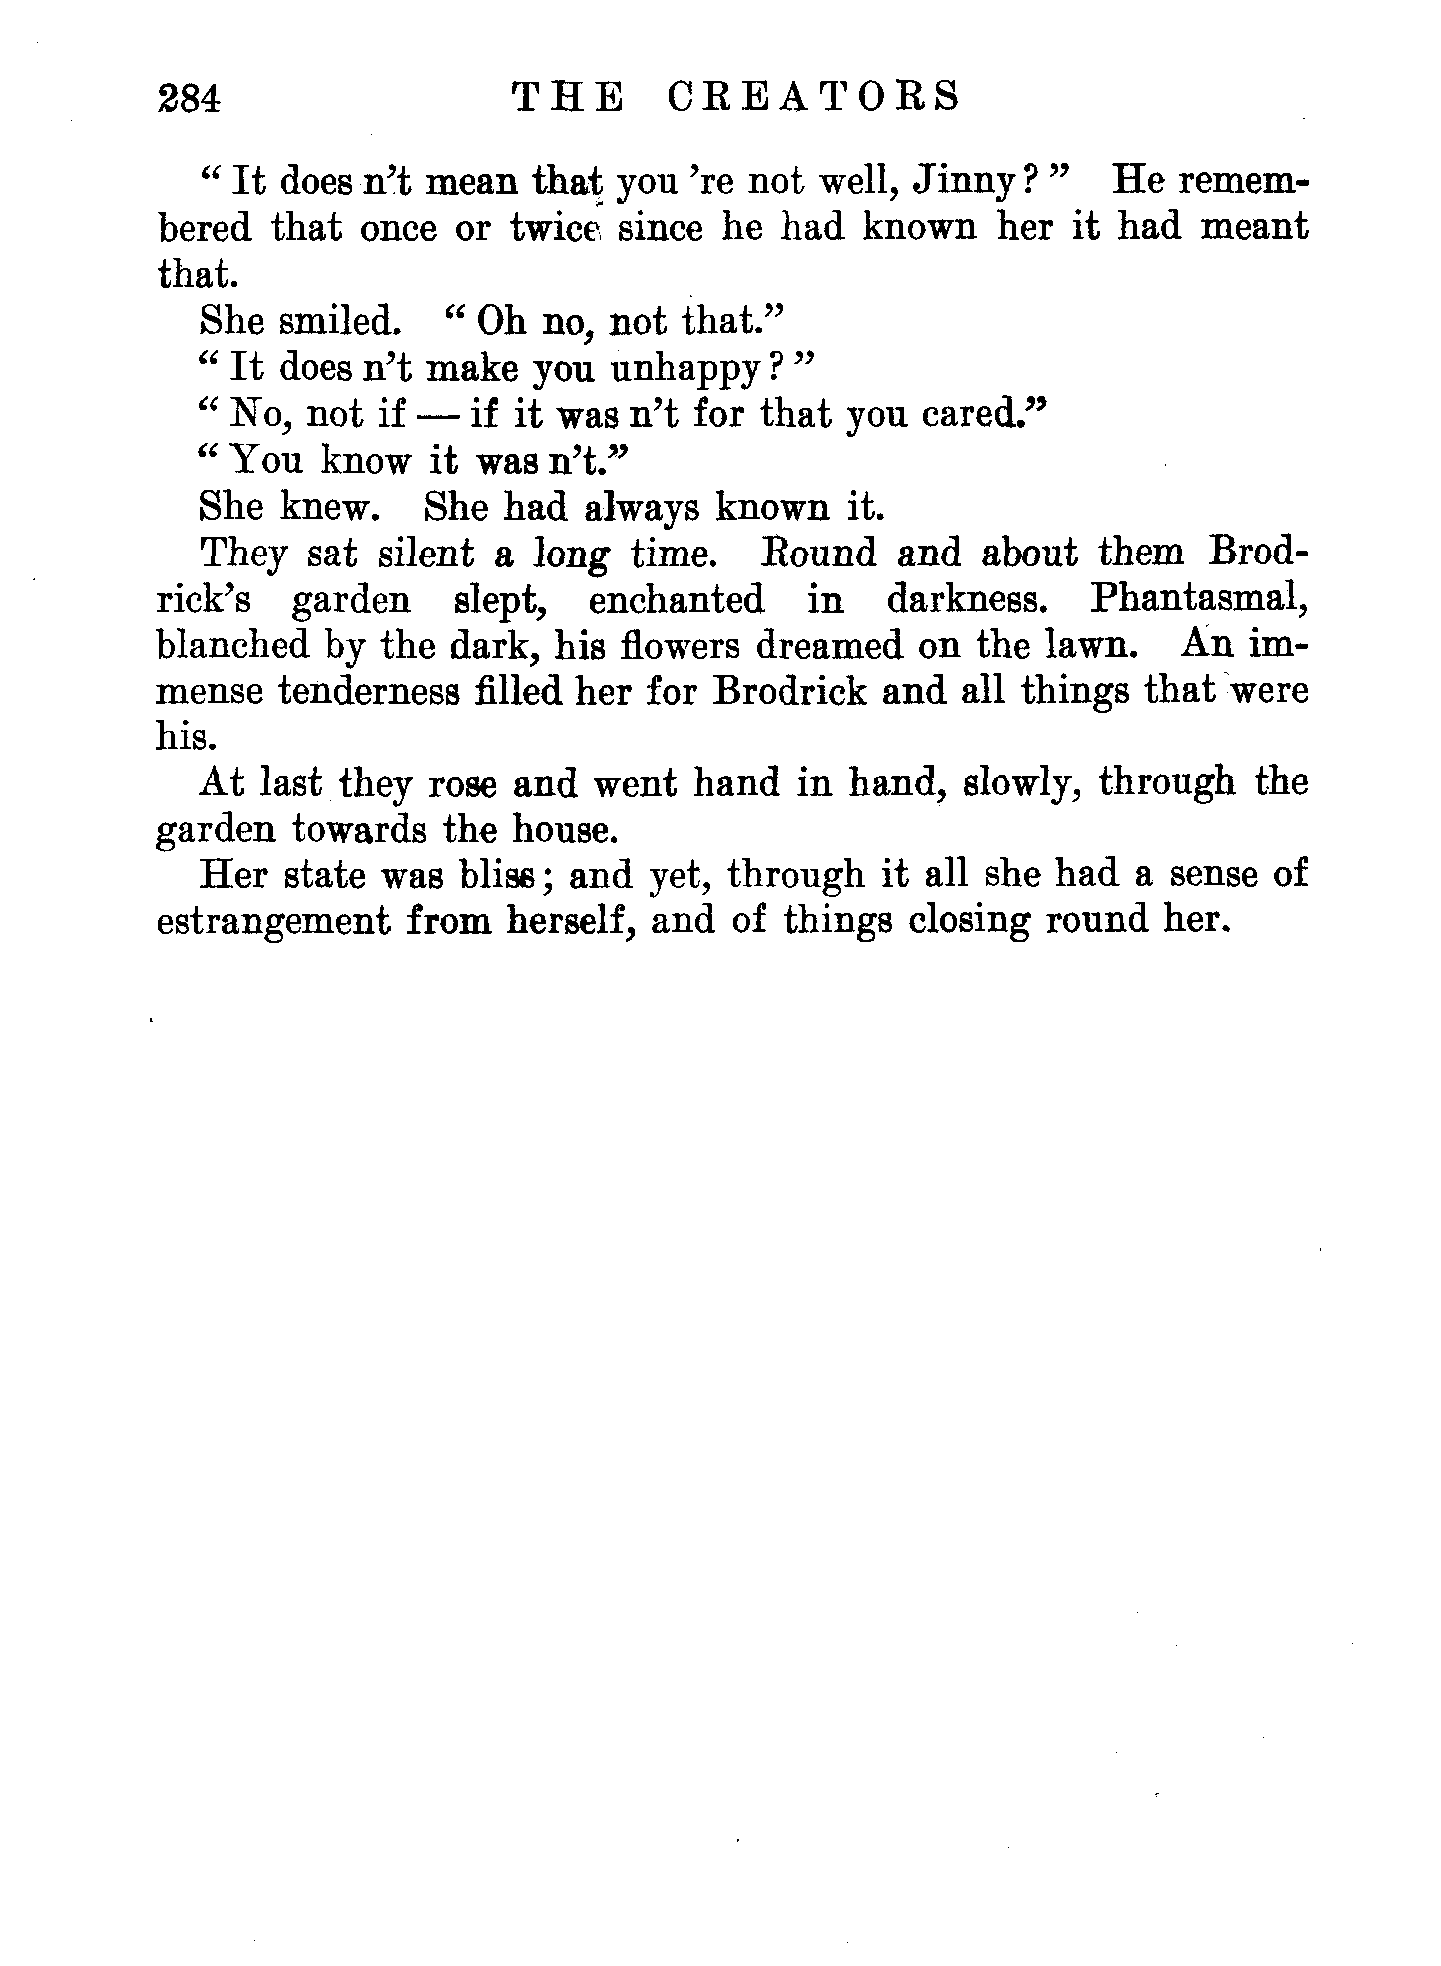 284 THE CREATORS
“ It does n’t mean that you ’re not well, Jinny? ” He remem-
bered that once or twice since he had known her it had meant
that.
She smiled. “ Oh no, not that.”
“ It does n’t make you unhappy? ”
“ No, not if — if it was n’t for that you cared.”
“ You know it was n’t.”
She knew. She had always known it.
They sat silent a long time. Round and about them Brod-
rick’s garden slept, enchanted in darkness. Phantasmal,
blanched by the dark, his flowers dreamed on the lawn. An im-
mense tenderness filled her for Brodrick and all things that were
his.
At last they rose and went hand in hand, slowly, through the
garden towards the house.
Her state was bliss; and yet, through it all she had a sense of
estrangement from herself, and of things closing round her.